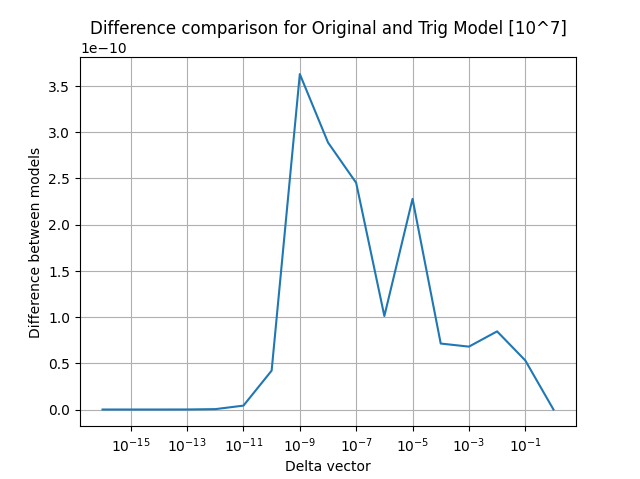 Difference comparison for Original and Trig Model [10^7]
1e−10
3.5
3.0
2.5
2.0
1.5
1.0
0.5
0.0
Difference between models
10⁻¹⁵ 10⁻¹³ 10⁻¹¹ 10⁻⁹ 10⁻⁷ 10⁻⁵ 10⁻³ 10⁻¹
Delta vector